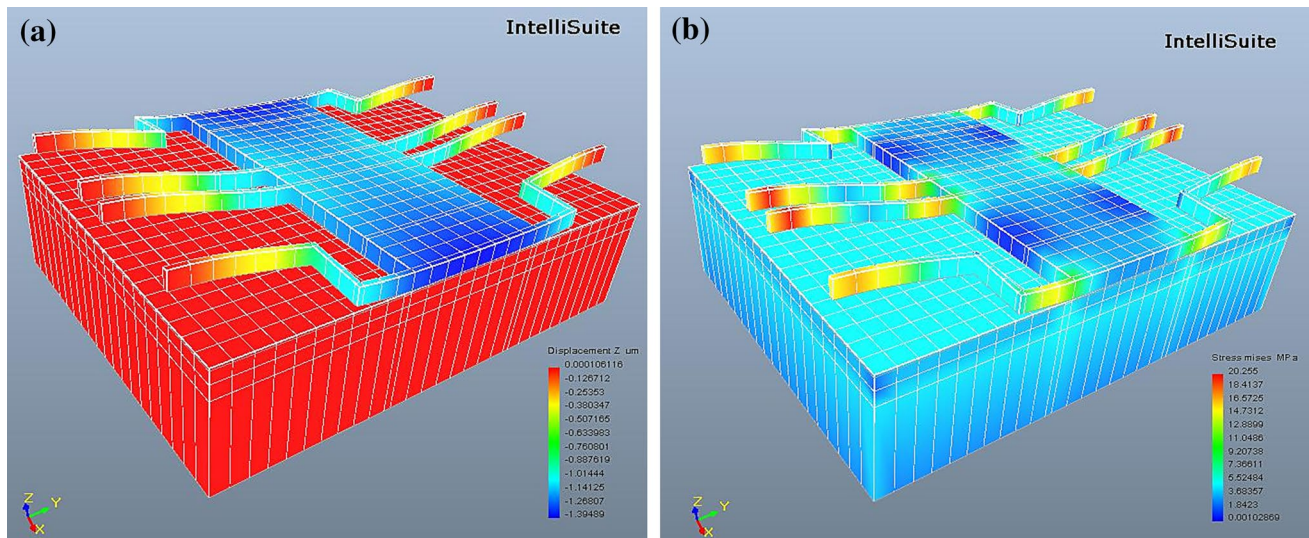 (a)
IntelliSuite
Displacement Z um
0.000106116
-0.126712
-0.25353
-0.380347
-0.507165
-0.633983
-0.760801
-0.887619
-1.01444
-1.14125
-1.26807
-1.39489
Z
Y
X
(b)
IntelliSuite
Stress mises MPa
20.255
18.4137
16.5725
14.7312
12.8899
11.0486
9.20738
7.36611
5.52484
3.68357
1.8423
0.00102869
Z
Y
X